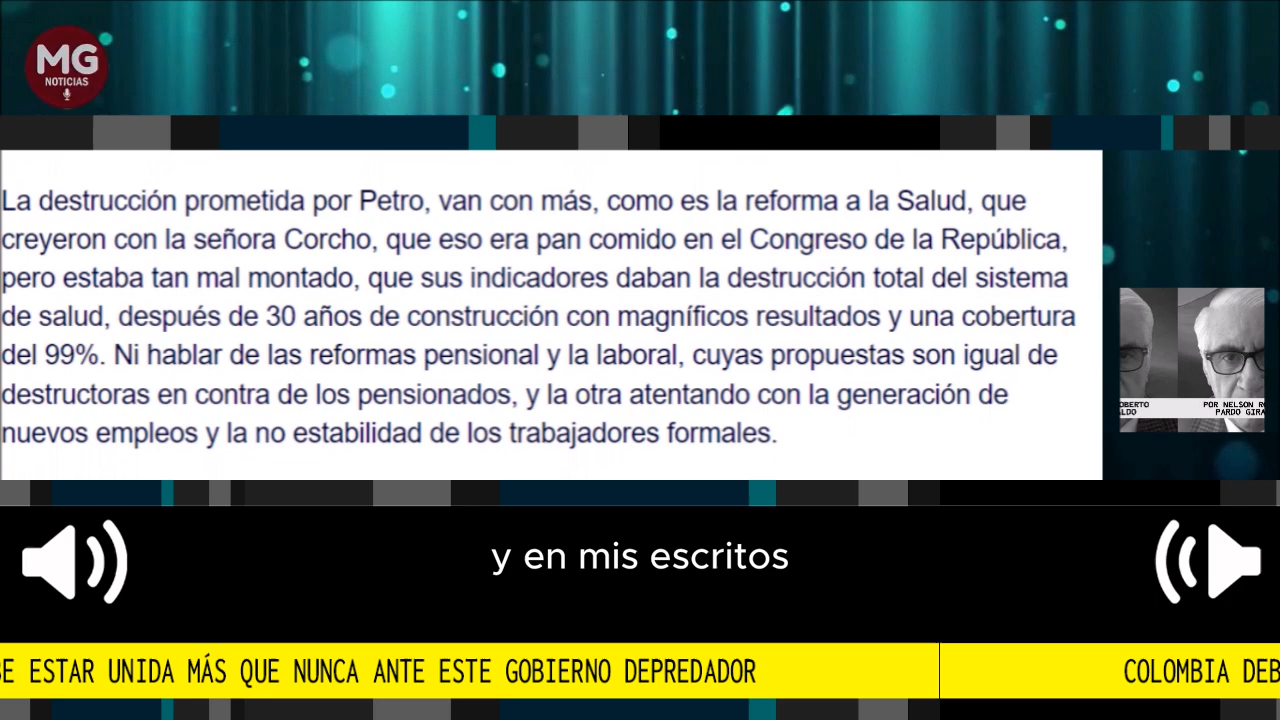 MG
NOTICIAS
La destrucción prometida por Petro, van con más, como es la reforma a la Salud, que
creyeron con la señora Corcho, que eso era pan comido en el Congreso de la República,
pero estaba tan mal montado, que sus indicadores daban la destrucción total del sistema
de salud, después de 30 años de construcción con magníficos resultados y una cobertura
del 99%. Ni hablar de las reformas pensional y la laboral, cuyas propuestas son igual de
destructoras en contra de los pensionados, y la otra atentando con la generación de
nuevos empleos y la no estabilidad de los trabajadores formales.
OBERTO
ALDO
POR NELSON RO
PARDO GIRA
y en mis escritos
E ESTAR UNIDA MÁS QUE NUNCA ANTE ESTE GOBIERNO DEPREDADOR
COLOMBIA DEB